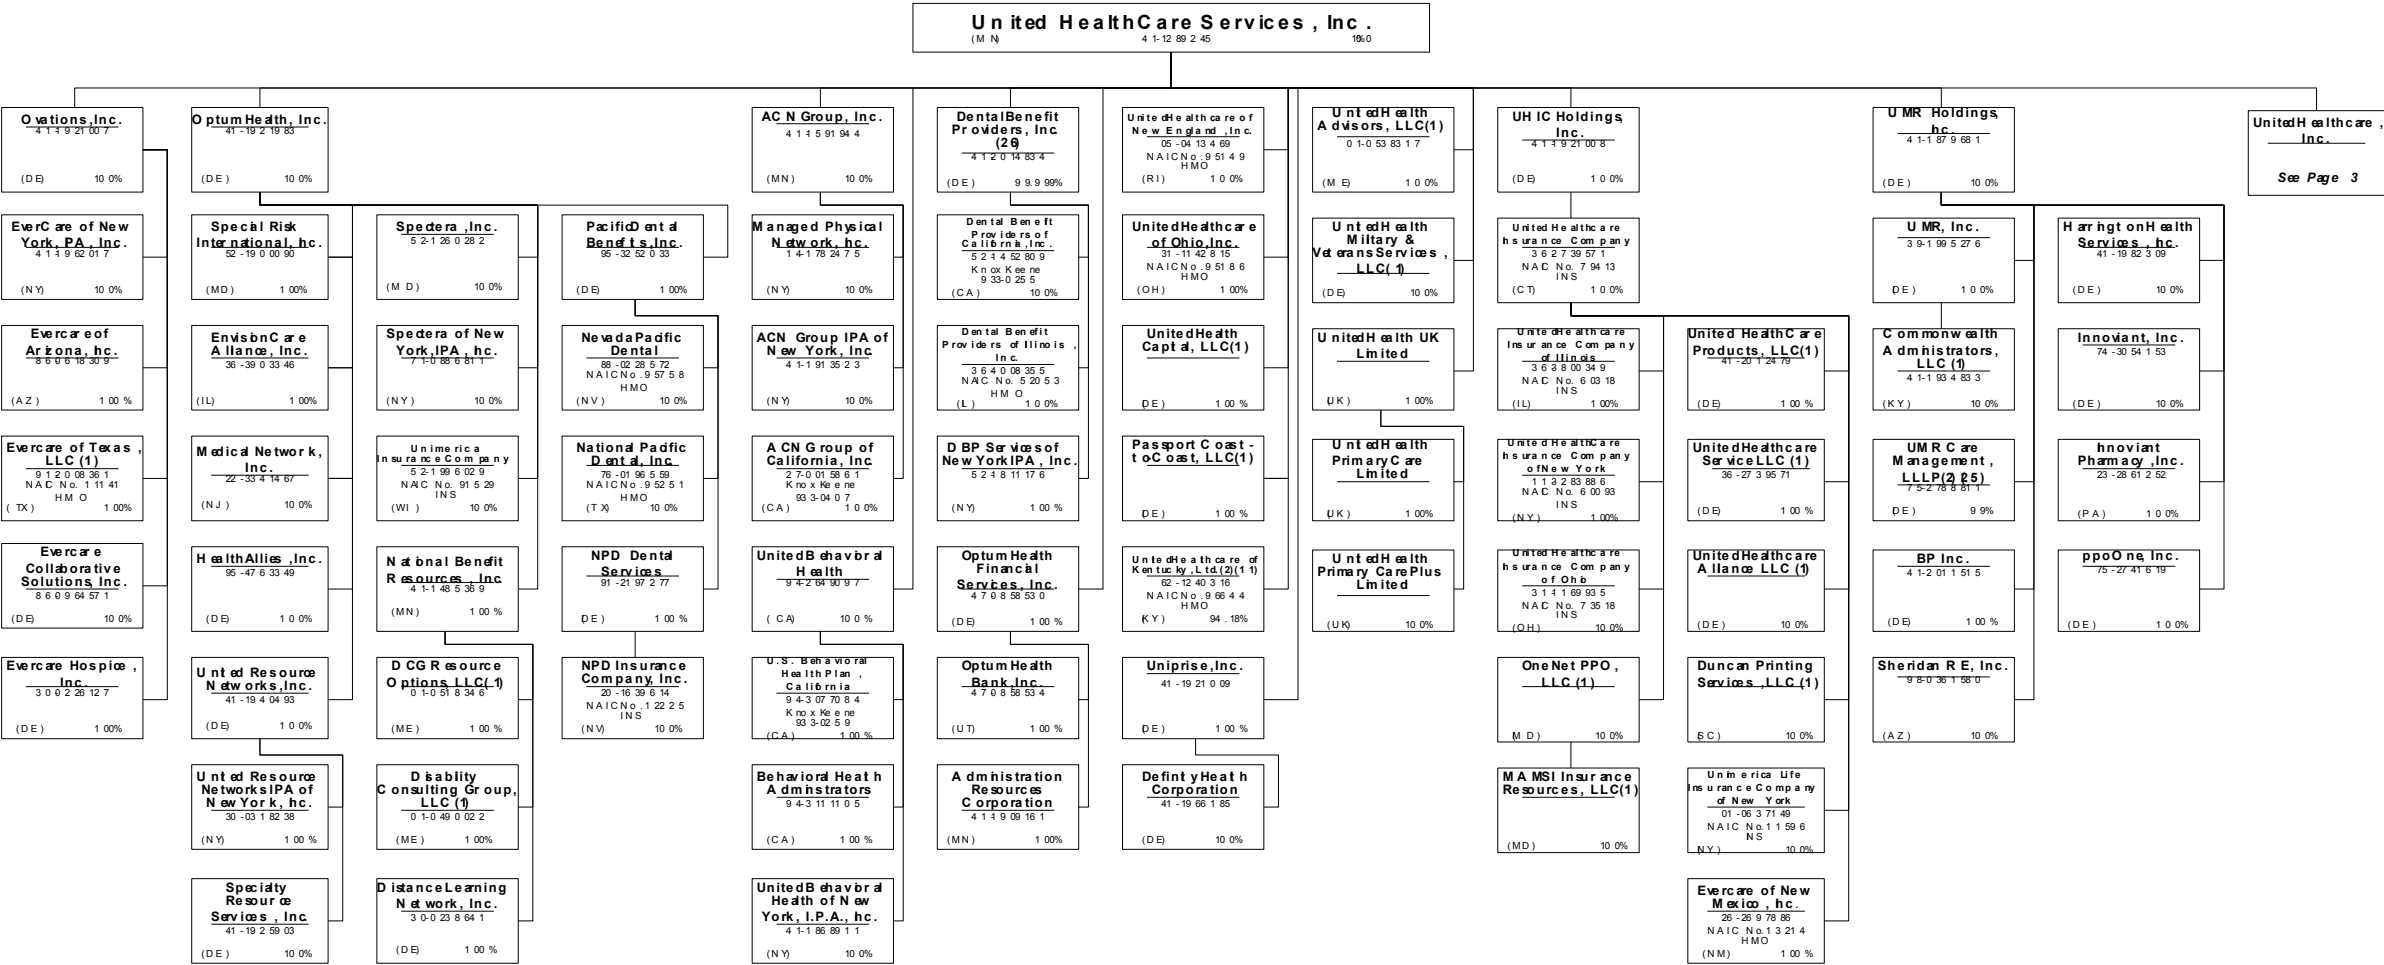 United HealthCare Services, Inc.
(MN) 41-1289245 100%
Ovations, Inc.
41-1921007
(DE) 100%
OptumHealth, Inc.
41-1921983
(DE) 100%
ACN Group, Inc.
41-1591944
(MN) 100%
Dental Benefit
Providers, Inc.
(26)
41-2014834
(DE) 99.999%
UnitedHealthcare of
New England, Inc.
05-0413469
NAIC No. 95149
HMO
(RI) 100%
UnitedHealth
Advisors, LLC(1)
01-0538317
(ME) 100%
UHIC Holdings,
Inc.
41-1921008
(DE) 100%
UMR Holdings,
Inc.
41-1879681
(DE) 100%
UnitedHealthcare,
Inc.
See Page 3
EverCare of New
York, PA, Inc.
41-1962017
(NY) 100%
Special Risk
International, Inc.
52-1900090
(MD) 100%
Spectera, Inc.
52-1260282
(MD) 100%
Pacific Dental
Benefits, Inc.
95-3252033
(DE) 100%
Managed Physical
Network, Inc.
14-1782475
(NY) 100%
Dental Benefit
Providers of
California, Inc.
52-1452809
Knox Keene
933-0255
(CA) 100%
UnitedHealthcare
of Ohio, Inc.
31-1142815
NAIC No. 95186
HMO
(OH) 100%
UnitedHealth
Military &
Veterans Services,
LLC(1)
(DE) 100%
UnitedHealthcare
Insurance Company
36-2739571
NAIC No. 79413
INS
(CT) 100%
UMR, Inc.
39-1995276
(DE) 100%
Harrington Health
Services, Inc.
41-1982309
(DE) 100%
Evercare of
Arizona, Inc.
86-0618309
(AZ) 100%
EnvisionCare
Alliance, Inc.
36-3903346
(IL) 100%
Spectera of New
York, IPA, Inc.
71-0886811
(NY) 100%
Nevada Pacific
Dental
88-0228572
NAIC No. 95758
HMO
(NV) 100%
ACN Group IPA of
New York, Inc.
41-1913523
(NY) 100%
Dental Benefit
Providers of Illinois,
Inc.
36-4008355
NAIC No. 52053
HMO
(IL) 100%
UnitedHealth
Capital, LLC(1)
(DE) 100%
UnitedHealth UK
Limited
(UK) 100%
UnitedHealthcare
Insurance Company
of Illinois
36-3800349
NAIC No. 60318
INS
(IL) 100%
United HealthCare
Products, LLC(1)
41-2012479
(DE) 100%
Commonwealth
Administrators,
LLC(1)
41-1934833
(KY) 100%
Innoviant, Inc.
74-3054153
(DE) 100%
Evercare of Texas,
LLC (1)
91-2008361
NAIC No. 11141
HMO
(TX) 100%
Medical Network,
Inc.
22-3341467
(NJ) 100%
Unimerica
Insurance Company
52-1996029
NAIC No. 91529
INS
(WI) 100%
National Pacific
Dental, Inc.
76-0196559
NAIC No. 95251
HMO
(TX) 100%
ACN Group of
California, Inc.
27-0015861
Knox Keene
933-0407
(CA) 100%
DBP Services of
New York IPA, Inc.
52-1811176
(NY) 100%
Passport Coast-
to-Coast, LLC(1)
(DE) 100%
UnitedHealth
Primary Care
Limited
(UK) 100%
United HealthCare
Insurance Company
of New York
11-3283886
NAIC No. 60093
INS
(NY) 100%
UnitedHealthcare
Service LLC (1)
36-2739571
(DE) 100%
UMR Care
Management,
LLLP(2)(25)
75-2788811
(DE) 99%
Innoviant
Pharmacy, Inc.
23-2861252
(PA) 100%
Evercare
Collaborative
Solutions, Inc.
86-0964571
(DE) 100%
HealthAllies, Inc.
95-4763349
(DE) 100%
National Benefit
Resources, Inc.
41-1485369
(MN) 100%
NPD Dental
Services
91-2197277
(DE) 100%
United Behavioral
Health
94-2649097
(CA) 100%
OptumHealth
Financial
Services, Inc.
47-0858530
(DE) 100%
UnitedHealthcare of
Kentucky, Ltd.(2)(11)
62-1240316
NAIC No. 96644
HMO
(KY) 94.18%
UnitedHealth
Primary Care Plus
Limited
(UK) 100%
UnitedHealthcare
Insurance Company
of Ohio
31-1169935
NAIC No. 73518
INS
(OH) 100%
UnitedHealthcare
Alliance LLC (1)
(DE) 100%
BP Inc.
41-2011515
(DE) 100%
ppoOne, Inc.
75-2741619
(DE) 100%
Evercare Hospice,
Inc.
30-0226127
(DE) 100%
United Resource
Networks, Inc.
41-1940493
(DE) 100%
DCG Resource
Options, LLC(1)
01-0518346
(ME) 100%
NPD Insurance
Company, Inc.
20-1639614
NAIC No. 12225
INS
(NV) 100%
U.S. Behavioral
Health Plan,
California
94-3077084
Knox Keene
933-0259
(CA) 100%
OptumHealth
Bank, Inc.
47-0858534
(UT) 100%
Uniprise, Inc.
41-1921009
(DE) 100%
OneNet PPO,
LLC (1)
(MD) 100%
Duncan Printing
Services, LLC (1)
(SC) 100%
Sheridan RE, Inc.
98-0361580
(AZ) 100%
United Resource
Networks IPA of
New York, Inc.
30-0318238
(NY) 100%
Disability
Consulting Group,
LLC (1)
01-0490022
(ME) 100%
Behavioral Health
Administrators
94-3111105
(CA) 100%
Administration
Resources
Corporation
41-1909161
(MN) 100%
Definity Health
Corporation
41-1966185
(DE) 100%
MAMSI Insurance
Resources, LLC(1)
(MD) 100%
Unimerica Life
Insurance Company
of New York
01-0637149
NAIC No. 11596
INS
(NY) 100%
Specialty
Resource
Services, Inc.
41-1925903
(DE) 100%
Distance Learning
Network, Inc.
30-0238641
(DE) 100%
United Behavioral
Health of New
York, I.P.A., Inc.
41-1868911
(NY) 100%
Evercare of New
Mexico, Inc.
26-2697886
NAIC No. 13214
HMO
(NM) 100%